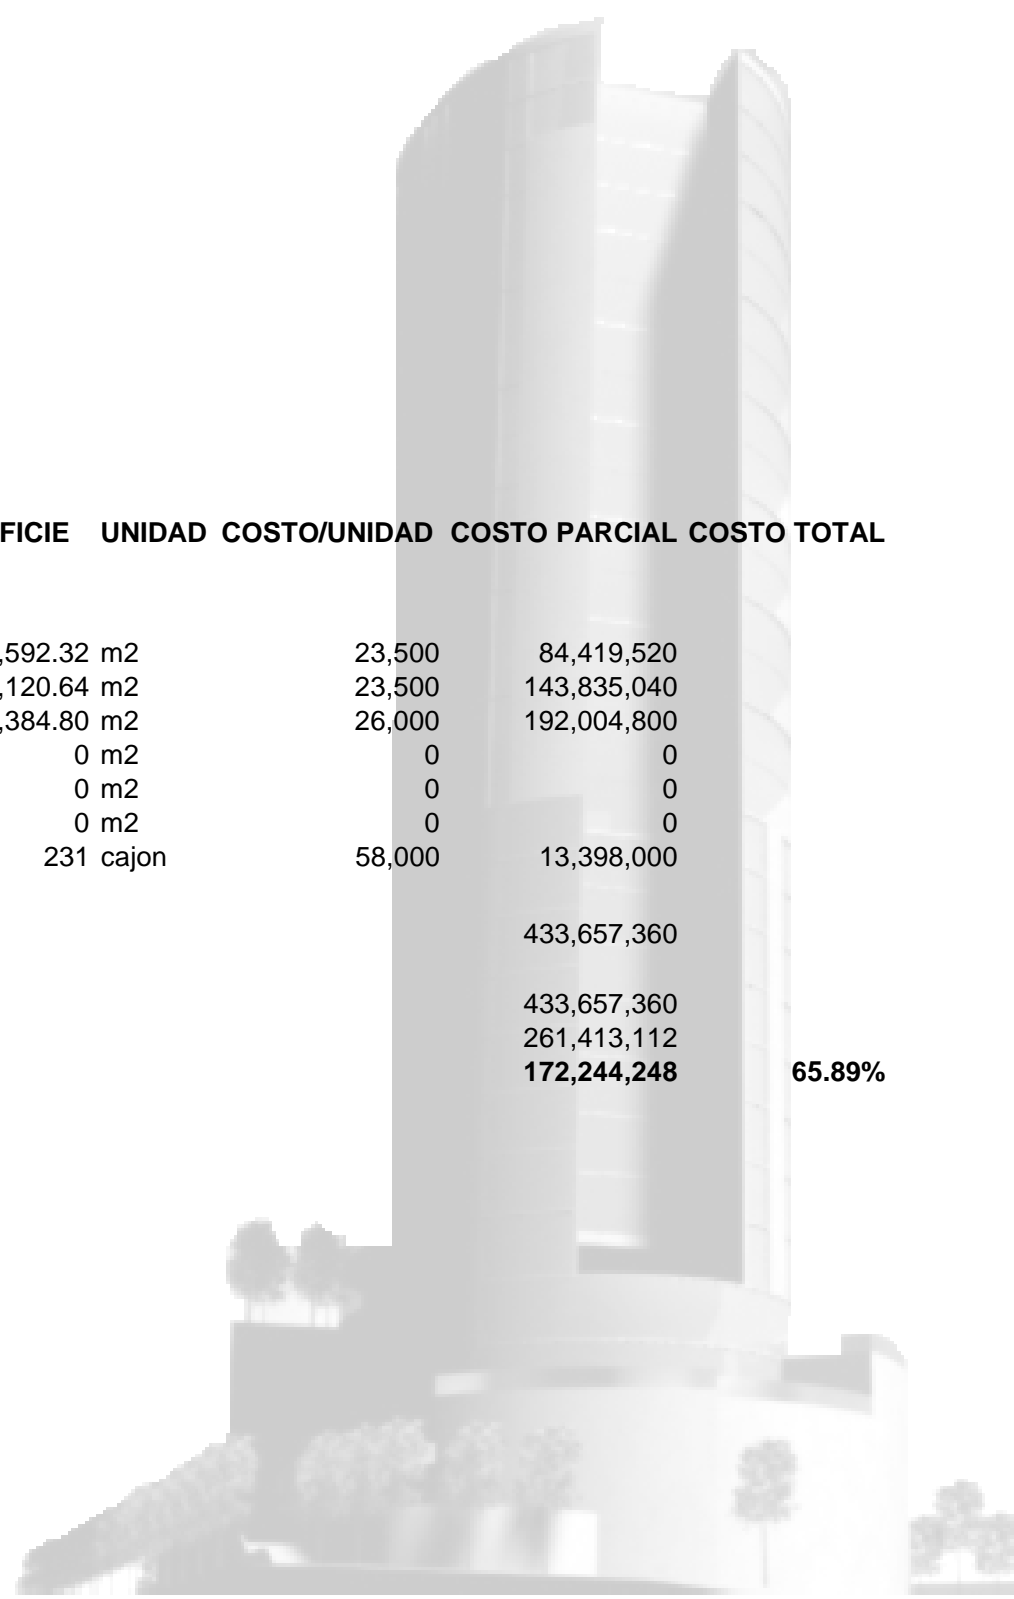 FICIE UNIDAD COSTO/UNIDAD COSTO PARCIAL COSTO TOTAL
,592.32 m2 23,500 84,419,520
,120.64 m2 23,500 143,835,040
,384.80 m2 26,000 192,004,800
0 m2 0 0
0 m2 0 0
0 m2 0 0
231 cajon 58,000 13,398,000
433,657,360
433,657,360
261,413,112
172,244,248 65.89%